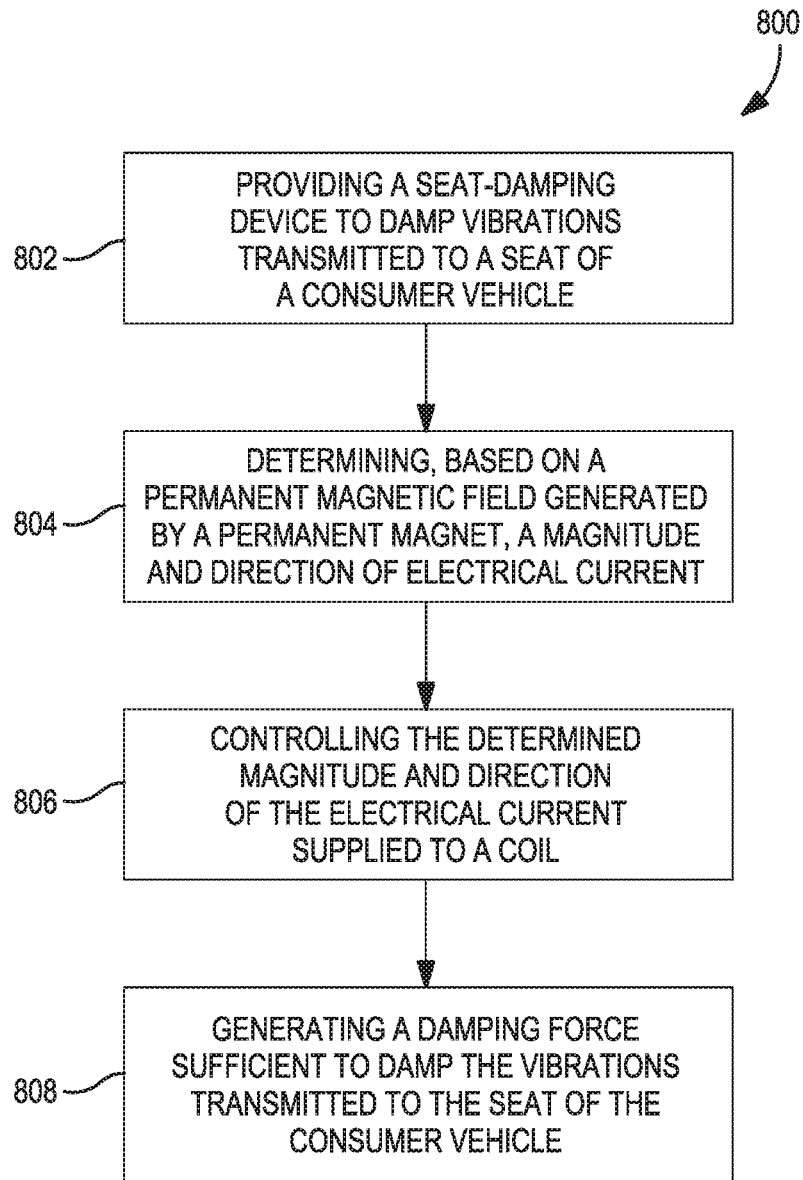 800
PROVIDING A SEAT-DAMPING
DEVICE TO DAMP VIBRATIONS
TRANSMITTED TO A SEAT OF
A CONSUMER VEHICLE
802
DETERMINING, BASED ON A
PERMANENT MAGNETIC FIELD GENERATED
BY A PERMANENT MAGNET, A MAGNITUDE
AND DIRECTION OF ELECTRICAL CURRENT
804
CONTROLLING THE DETERMINED
MAGNITUDE AND DIRECTION
OF THE ELECTRICAL CURRENT
SUPPLIED TO A COIL
806
GENERATING A DAMPING FORCE
SUFFICIENT TO DAMP THE VIBRATIONS
TRANSMITTED TO THE SEAT OF THE
CONSUMER VEHICLE
808